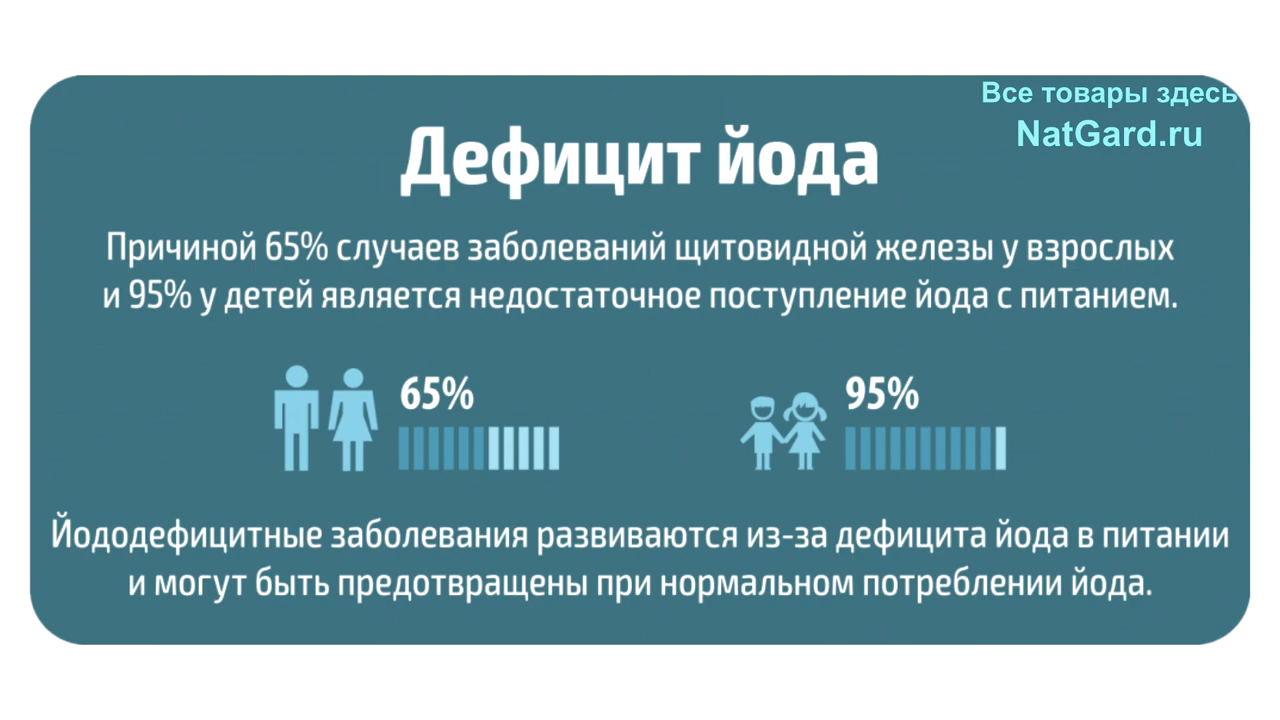 Все товары здесь
NatGard.ru
Дефицит йода
Причиной 65% случаев заболеваний щитовидной железы у взрослых
и 95% у детей является недостаточное поступление йода с питанием.
65%
95%
Йододефицитные заболевания развиваются из-за дефицита йода в питании
и могут быть предотвращены при нормальном потреблении йода.